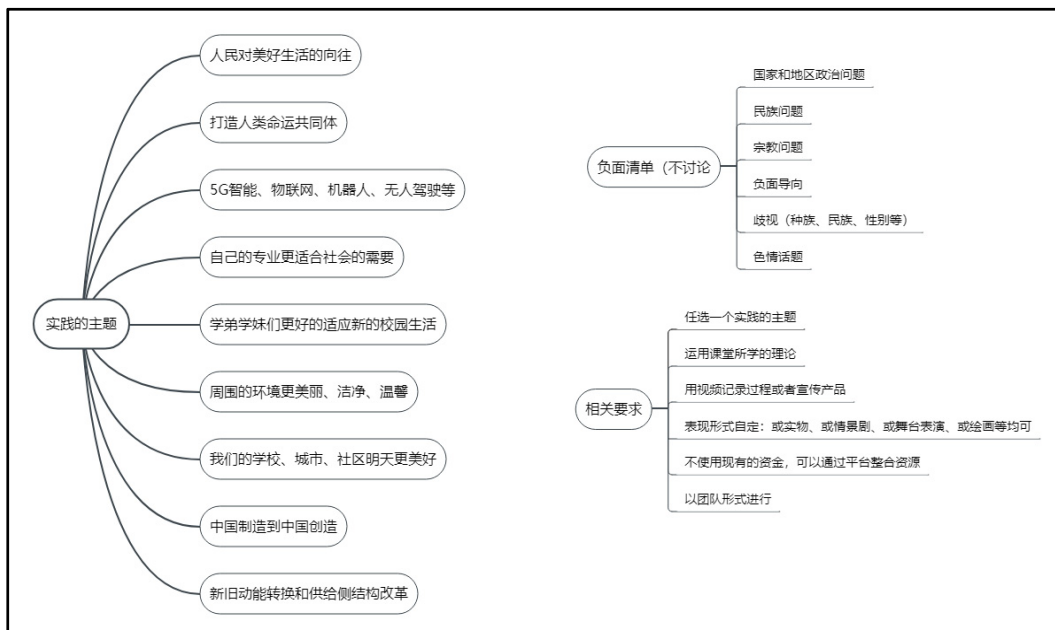 实践的主题
人民对美好生活的向往
打造人类命运共同体
5G智能、物联网、机器人、无人驾驶等
自己的专业更适合社会的需要
学弟学妹们更好的适应新的校园生活
周围的环境更美丽、洁净、温馨
我们的学校、城市、社区明天更美好
中国制造到中国创造
新旧动能转换和供给侧结构改革
负面清单（不讨论
国家和地区政治问题
民族问题
宗教问题
负面导向
歧视（种族、民族、性别等）
色情话题
相关要求
任选一个实践的主题
运用课堂所学的理论
用视频记录过程或者宣传产品
表现形式自定：或实物、或情景剧、或舞台表演、或绘画等均可
不使用现有的资金，可以通过平台整合资源
以团队形式进行